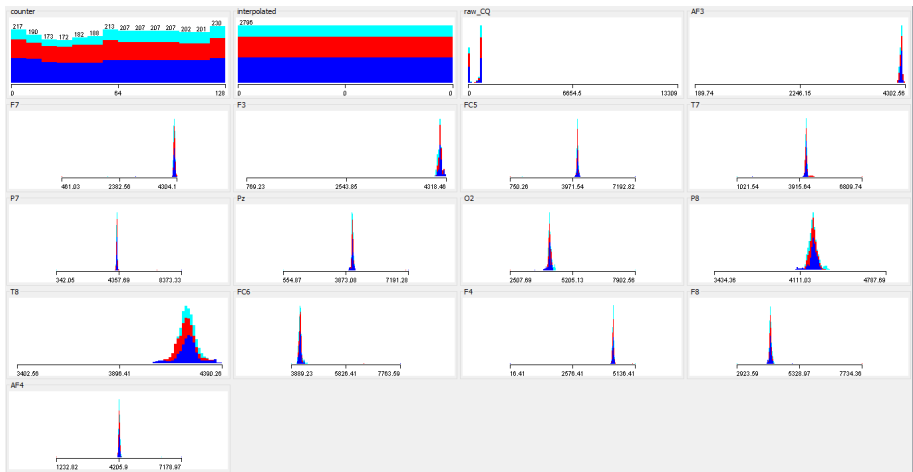 counter
217 190 173 172 182 188 213 207 207 207 207 202 201 230
0 64 128
interpolated
2796
0 0 0
raw_CQ
0 6654.5 13309
AF3
189.74 2246.15 4302.56
F7
461.03 2382.56 4304.1
F3
769.23 2543.85 4318.46
FC5
750.26 3971.54 7192.82
T7
1021.54 3915.64 6809.74
P7
342.05 4357.69 8373.33
Pz
554.87 3873.08 7191.28
O2
2507.69 5205.13 7902.56
P8
3434.36 4111.03 4787.69
T8
3402.56 3896.41 4390.26
FC6
3889.23 5826.41 7763.59
F4
16.41 2576.41 5136.41
F8
2923.59 5328.97 7734.36
AF4
1232.82 4205.9 7178.97